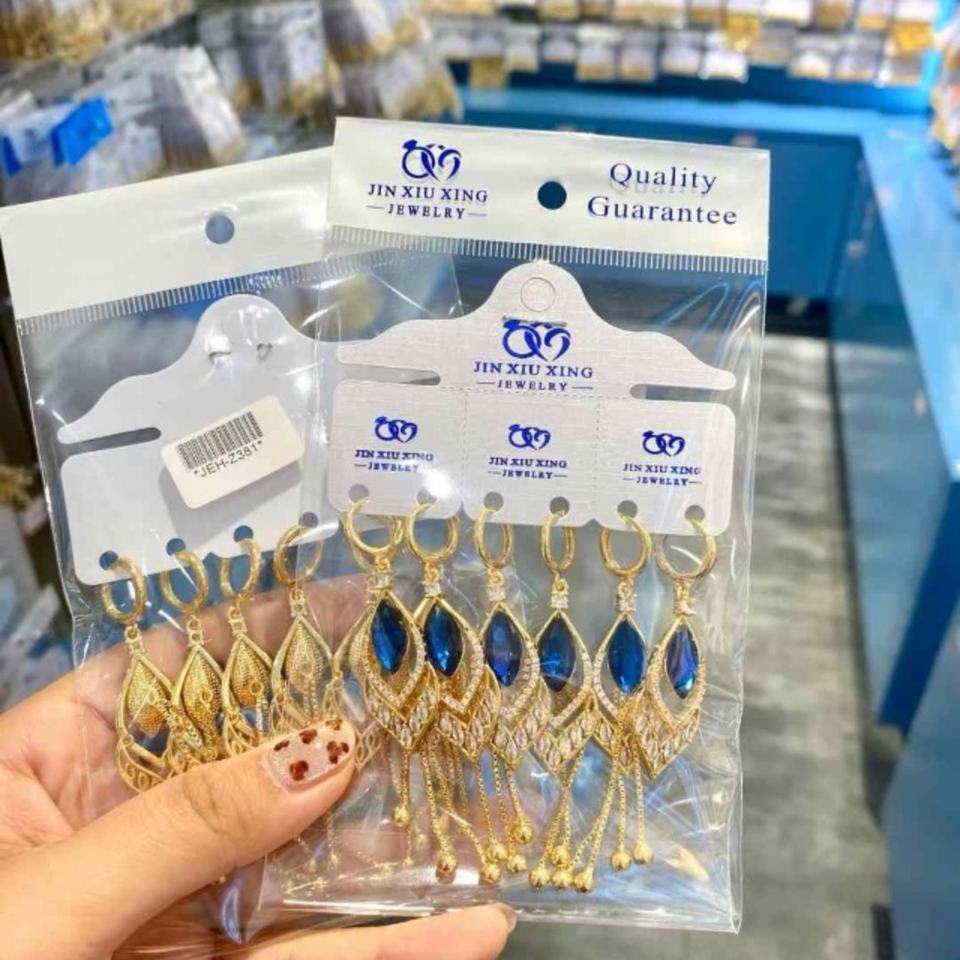 JIN XIU XING
JEWELRY
Quality
Guarantee
JIN XIU XING
JEWELRY
JIN XIU XING
JEWELRY
JIN XIU XING
JEWELRY
JIN XIU XING
JEWELRY
*JEH-Z381*